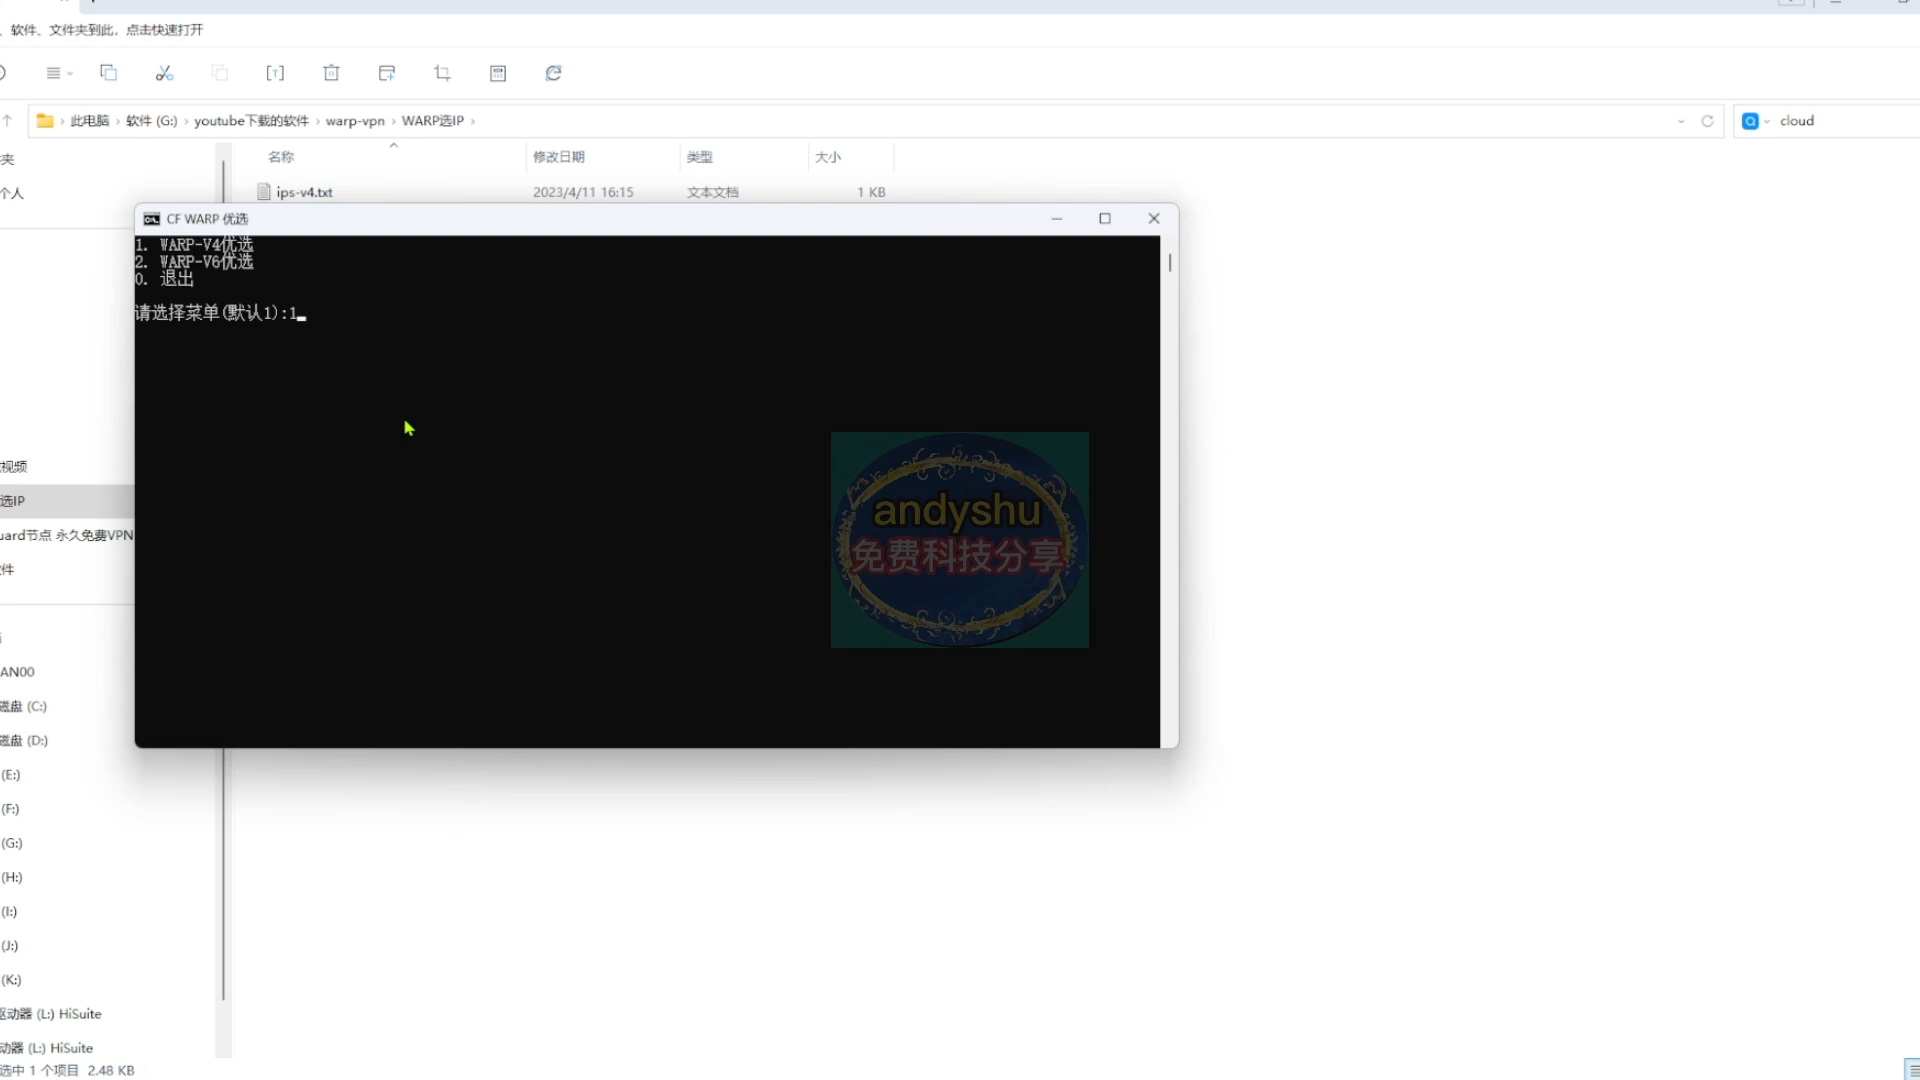 、软件、文件夹到此，点击快速打开
此电脑 › 软件 (G:) › youtube下载的软件 › warp-vpn › WARP选IP ›
cloud
名称 修改日期 类型 大小
ips-v4.txt 2023/4/11 16:15 文本文档 1 KB
夹
个人
CF WARP 优选
1. WARP-V4优选
2. WARP-V6优选
0. 退出
请选择菜单(默认1):1
andyshu
免费科技分享
视频
选IP
uard节点 永久免费VPN
件
AN00
磁盘 (C:)
磁盘 (D:)
(E:)
(F:)
(G:)
(H:)
(I:)
(J:)
(K:)
驱动器 (L:) HiSuite
动器 (L:) HiSuite
选中 1 个项目 2.48 KB